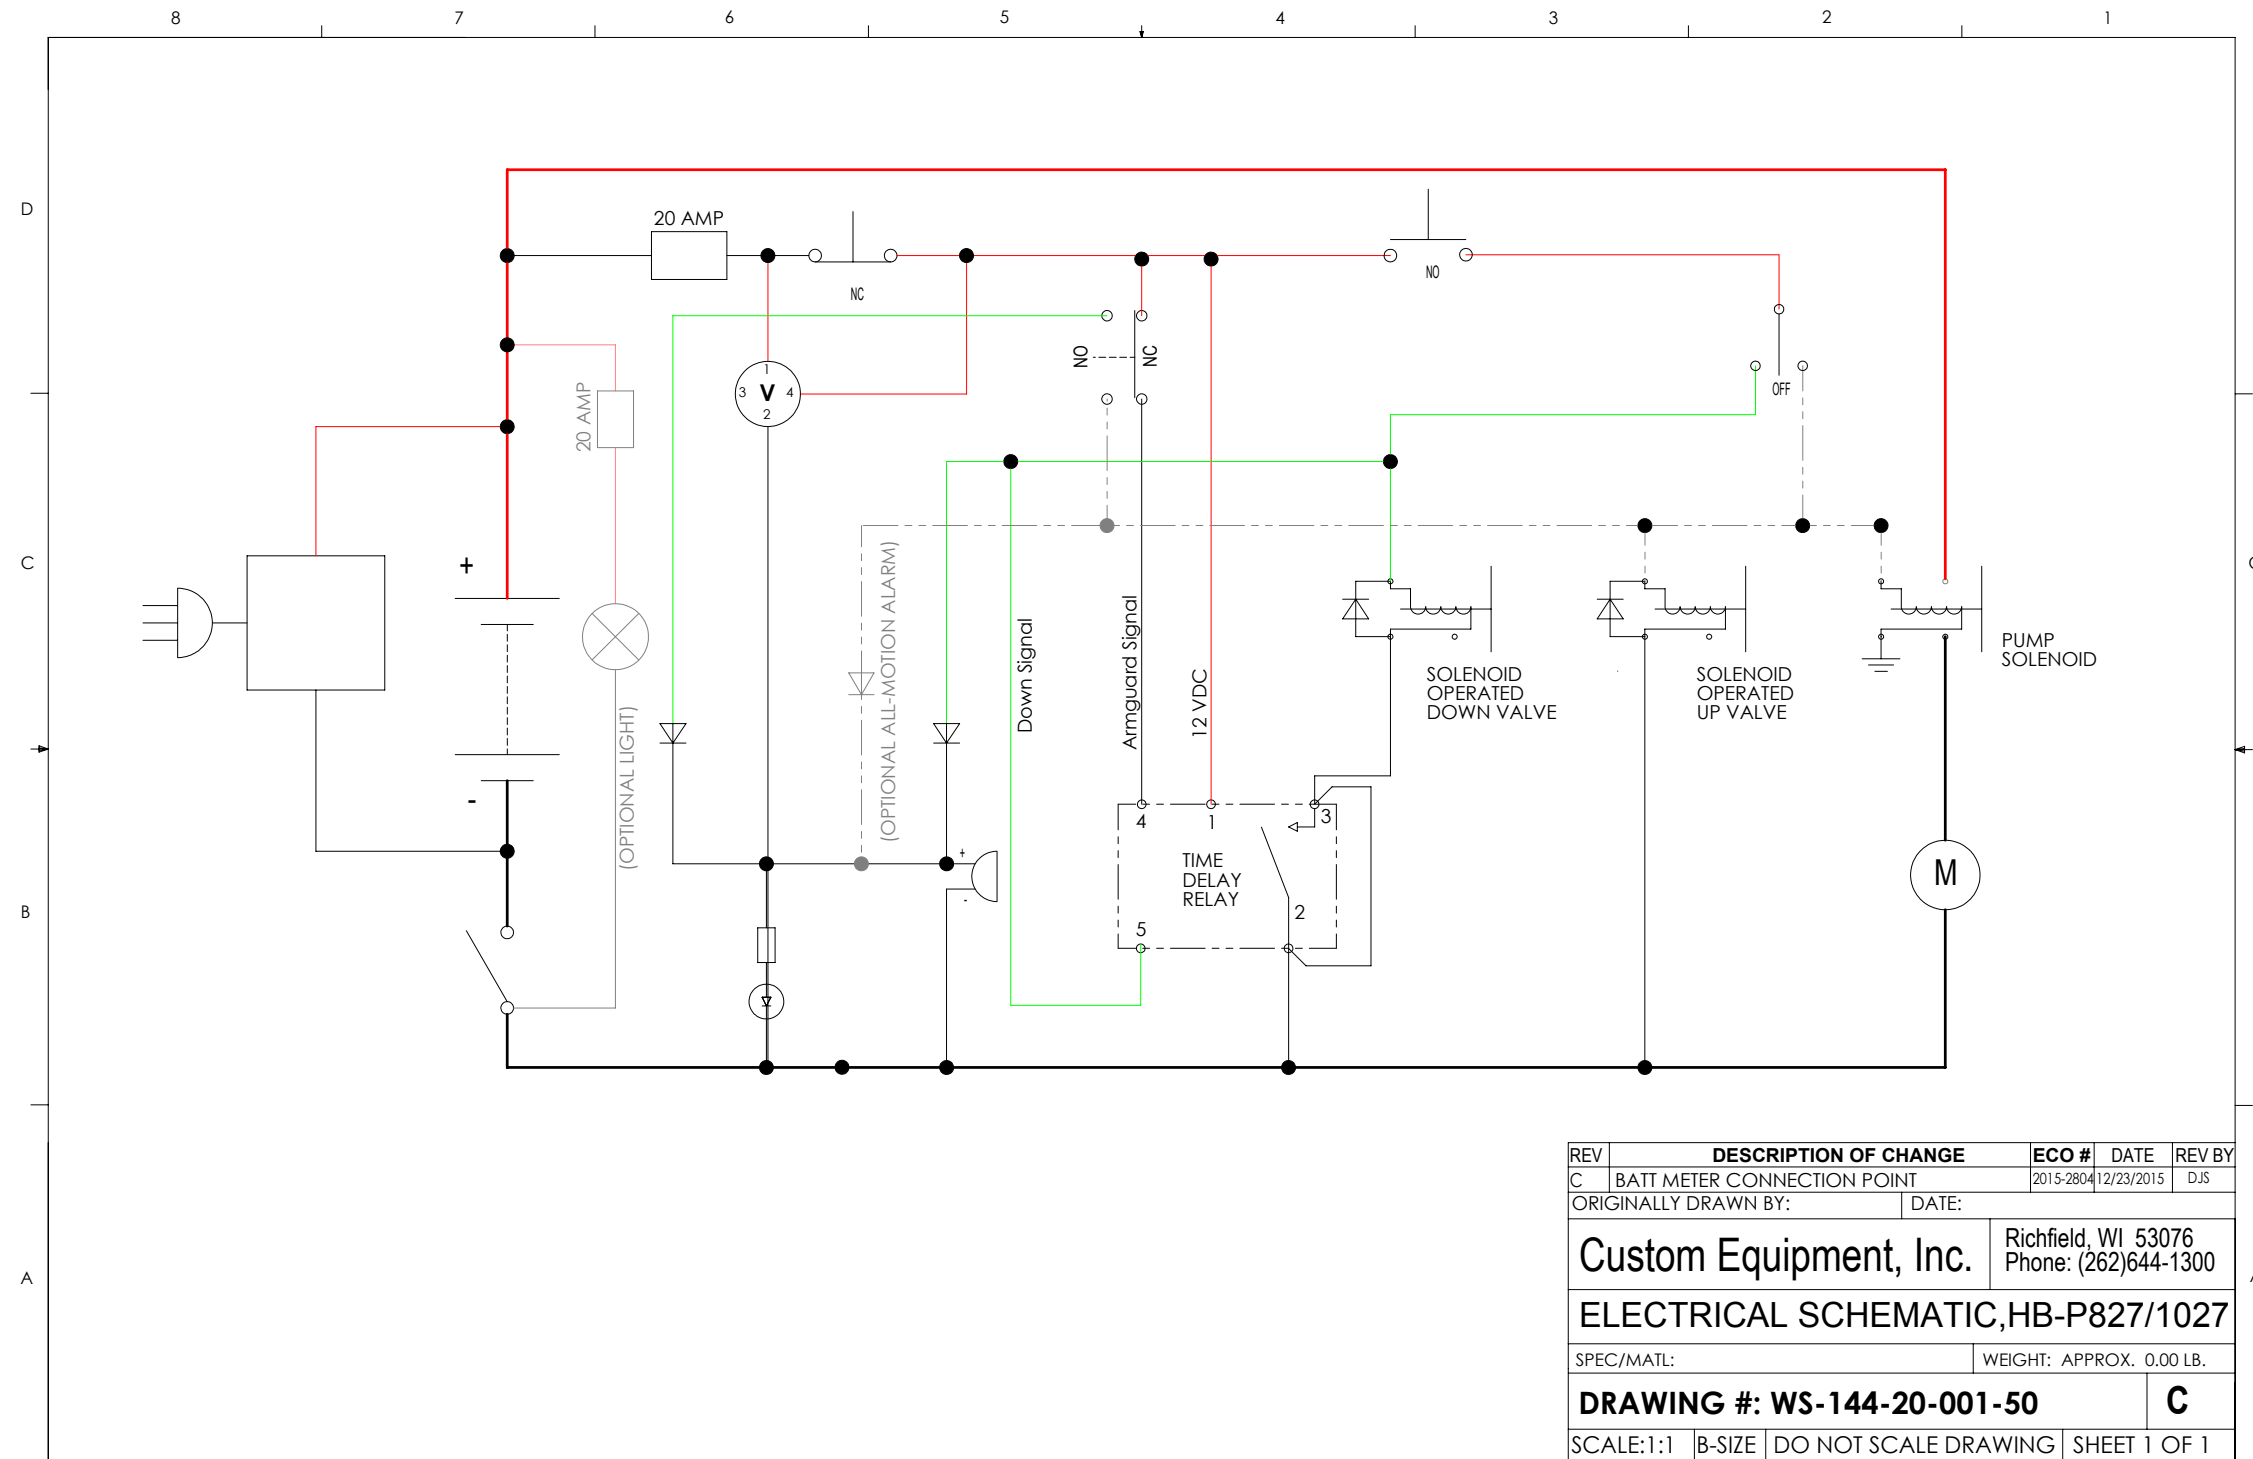 8 7 6 5 4 3 2 1
D
C
B
A
20 AMP
NC
NO
NO
NC
OFF
1
3 V 4
2
20 AMP
(OPTIONAL LIGHT)
+
-
(OPTIONAL ALL-MOTION ALARM)
Down Signal
Armguard Signal
12 VDC
SOLENOID
OPERATED
DOWN VALVE
SOLENOID
OPERATED
UP VALVE
PUMP
SOLENOID
4 1 3
TIME
DELAY
RELAY
2
5
+
-
M
REV DESCRIPTION OF CHANGE ECO # DATE REV BY
C BATT METER CONNECTION POINT 2015-2804 12/23/2015 DJS
ORIGINALLY DRAWN BY: DATE:
Custom Equipment, Inc.
Richfield, WI 53076
Phone: (262)644-1300
ELECTRICAL SCHEMATIC,HB-P827/1027
SPEC/MATL: WEIGHT: APPROX. 0.00 LB.
DRAWING #: WS-144-20-001-50 C
SCALE:1:1 B-SIZE DO NOT SCALE DRAWING SHEET 1 OF 1